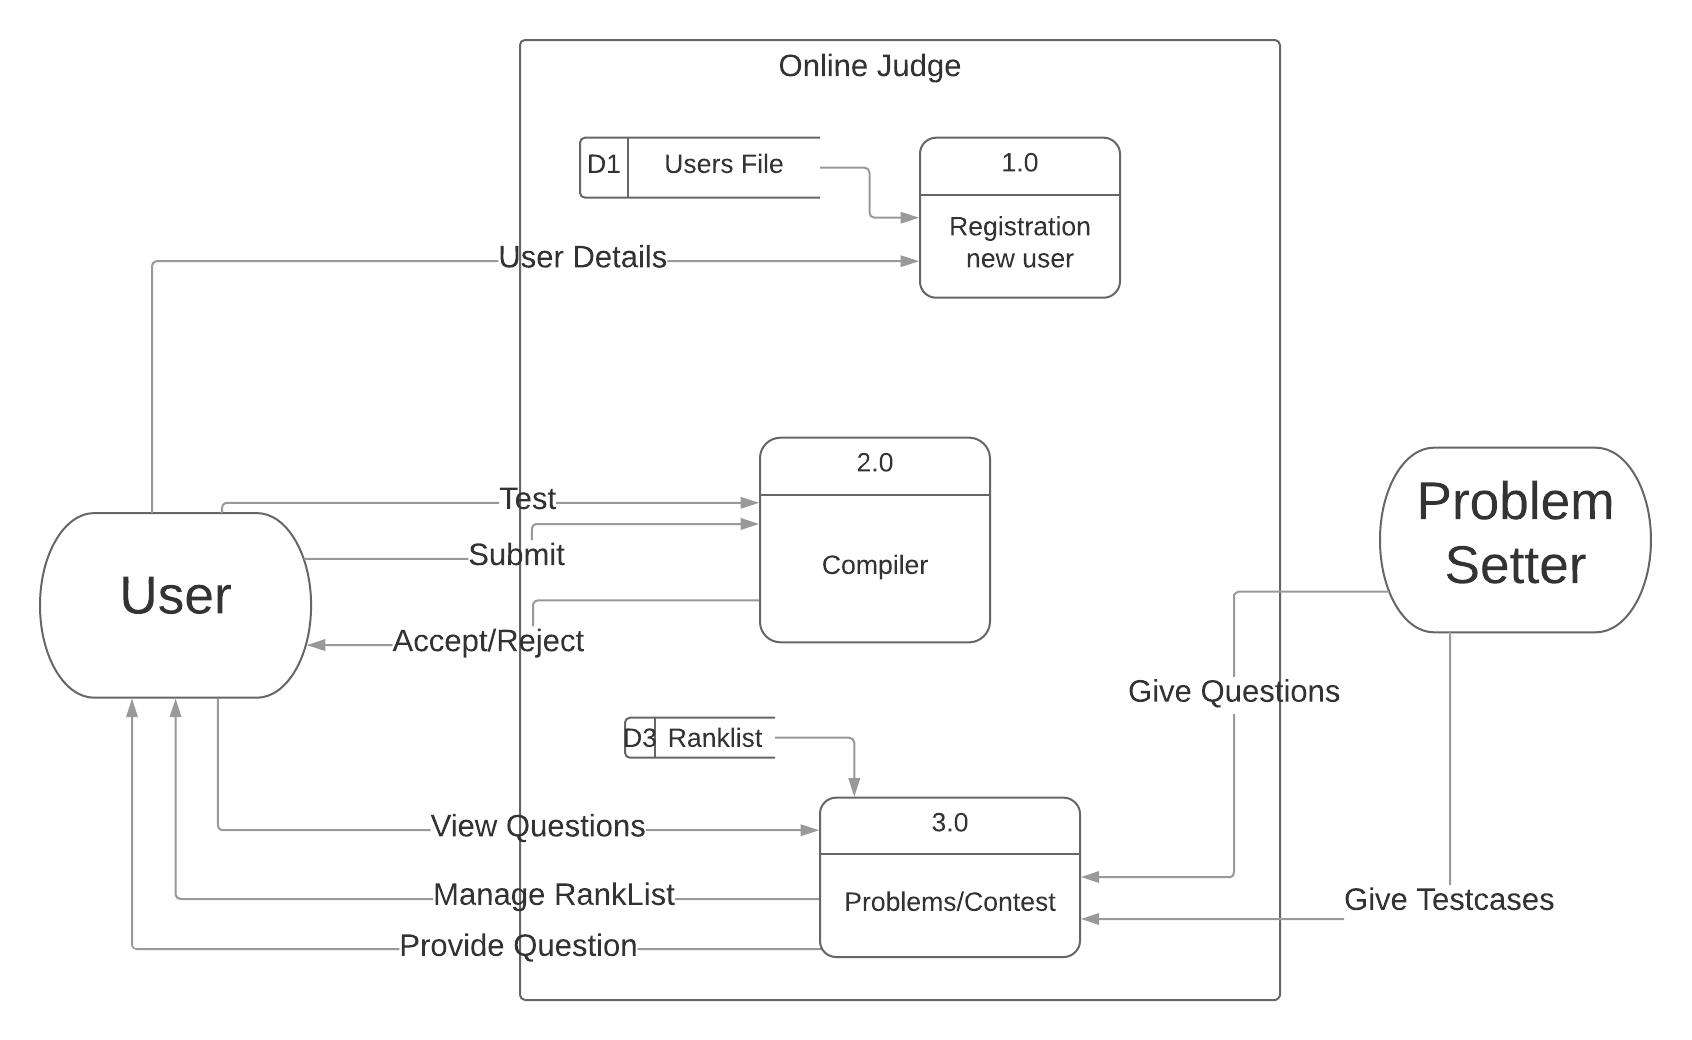 Online Judge
D1
Users File
1.0
Registration
new user
User Details
2.0
Test
Submit
Compiler
Accept/Reject
User
Problem
Setter
Give Questions
D3
Ranklist
3.0
View Questions
Manage RankList
Problems/Contest
Give Testcases
Provide Question